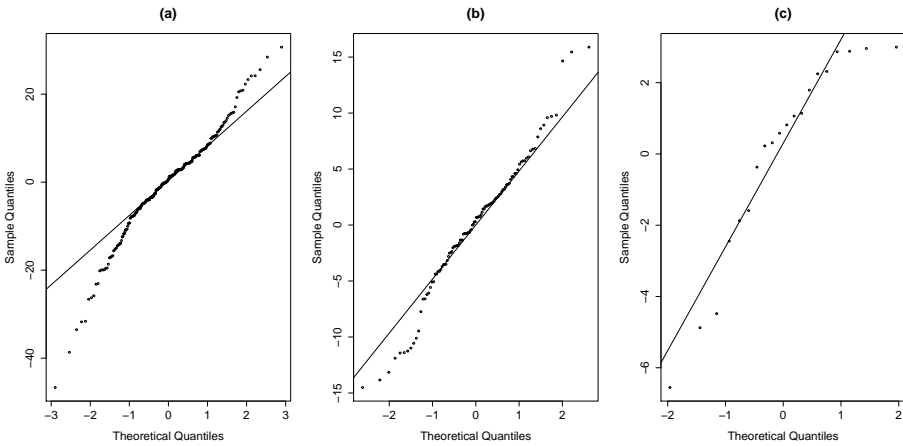 (a)
Sample Quantiles
20
0
−20
−40
−3 −2 −1 0 1 2 3
Theoretical Quantiles
(b)
Sample Quantiles
15
10
5
0
−5
−10
−15
−2 −1 0 1 2
Theoretical Quantiles
(c)
Sample Quantiles
2
0
−2
−4
−6
−2 −1 0 1 2
Theoretical Quantiles